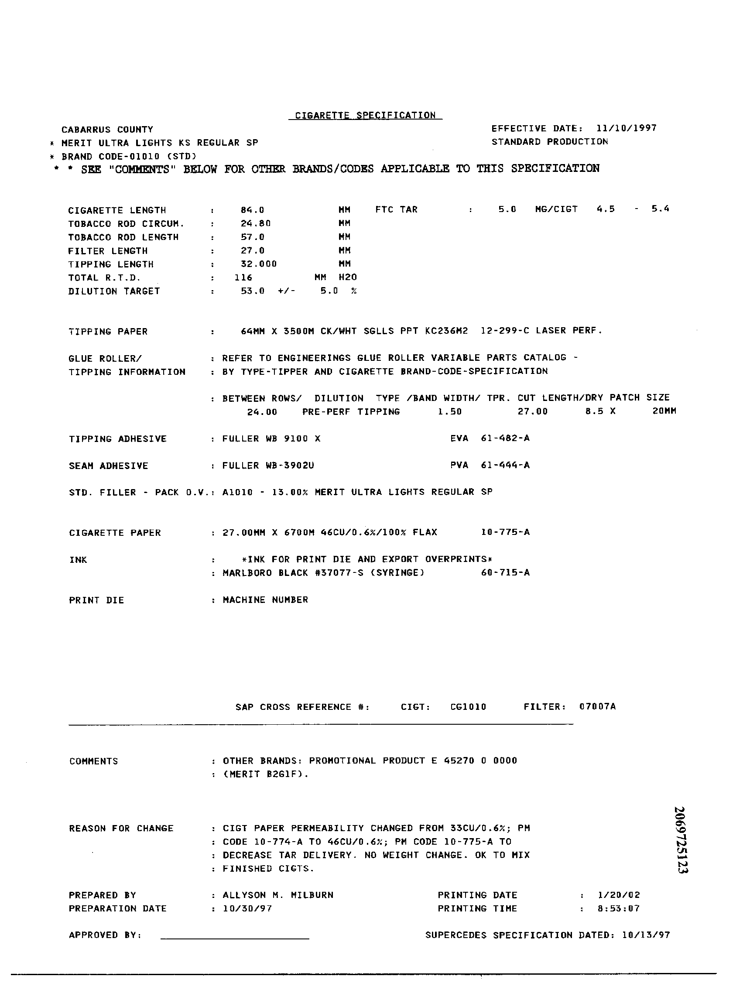 CIGARETTE SPECIFICATION
CABARRUS COUNTY EFFECTIVE DATE: 11/10/1997
* MERIT ULTRA LIGHTS KS REGULAR SP STANDARD PRODUCTION
* BRAND CODE-01010 (STD)
* * SEE "COMMENTS" BELOW FOR OTHER BRANDS/CODES APPLICABLE TO THIS SPECIFICATION
CIGARETTE LENGTH : 84.0 MM FTC TAR : 5.0 MG/CIGT 4.5 - 5.4
TOBACCO ROD CIRCUM. : 24.80 MM
TOBACCO ROD LENGTH : 57.0 MM
FILTER LENGTH : 27.0 MM
TIPPING LENGTH : 32.000 MM
TOTAL R.T.D. : 116 MM H2O
DILUTION TARGET : 53.0 +/- 5.0 %
TIPPING PAPER : 64MM X 3500M CK/WHT SGLLS PPT KC236M2 12-299-C LASER PERF.
GLUE ROLLER/ : REFER TO ENGINEERINGS GLUE ROLLER VARIABLE PARTS CATALOG -
TIPPING INFORMATION : BY TYPE-TIPPER AND CIGARETTE BRAND-CODE-SPECIFICATION
: BETWEEN ROWS/ DILUTION TYPE /BAND WIDTH/ TPR. CUT LENGTH/DRY PATCH SIZE
24.00 PRE-PERF TIPPING 1.50 27.00 8.5 X 20MM
TIPPING ADHESIVE : FULLER WB 9100 X EVA 61-482-A
SEAM ADHESIVE : FULLER WB-3902U PVA 61-444-A
STD. FILLER - PACK O.V.: A1010 - 13.00% MERIT ULTRA LIGHTS REGULAR SP
CIGARETTE PAPER : 27.00MM X 6700M 46CU/0.6%/100% FLAX 10-775-A
INK : *INK FOR PRINT DIE AND EXPORT OVERPRINTS*
: MARLBORO BLACK #37077-S (SYRINGE) 60-715-A
PRINT DIE : MACHINE NUMBER
SAP CROSS REFERENCE #: CIGT: CG1010 FILTER: 07007A
COMMENTS : OTHER BRANDS: PROMOTIONAL PRODUCT E 45270 0 0000
: (MERIT B2G1F).
REASON FOR CHANGE : CIGT PAPER PERMEABILITY CHANGED FROM 33CU/0.6%; PM
: CODE 10-774-A TO 46CU/0.6%; PM CODE 10-775-A TO
: DECREASE TAR DELIVERY. NO WEIGHT CHANGE. OK TO MIX
: FINISHED CIGTS.
PREPARED BY : ALLYSON M. MILBURN PRINTING DATE : 1/20/02
PREPARATION DATE : 10/30/97 PRINTING TIME : 8:53:07
APPROVED BY: SUPERCEDES SPECIFICATION DATED: 10/13/97
2069725123